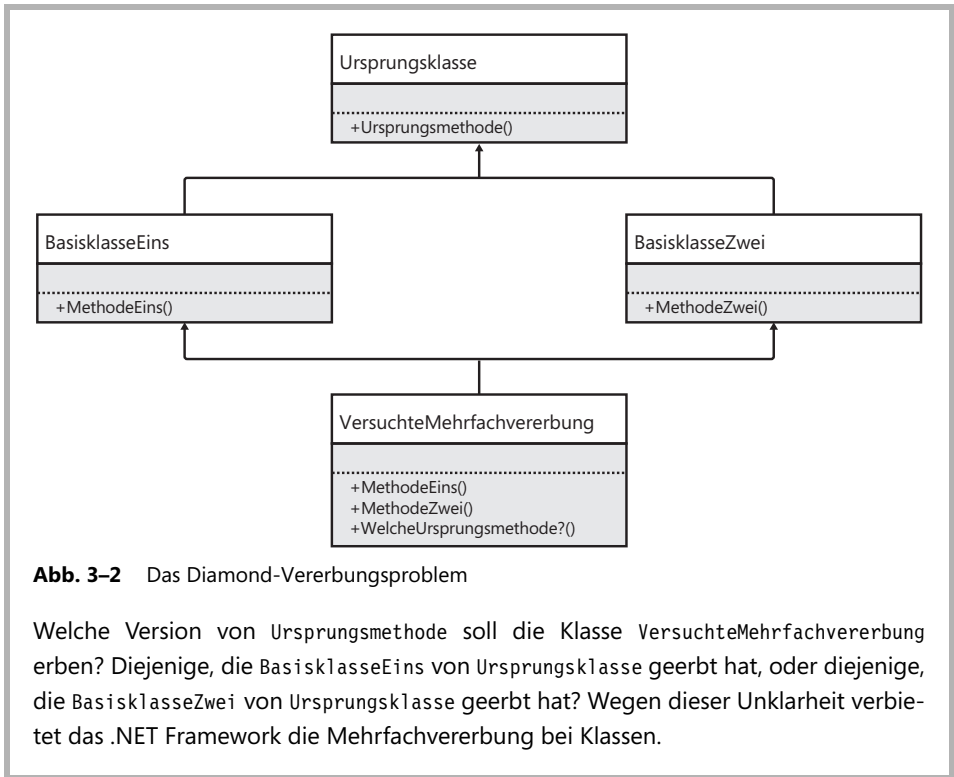 Ursprungsklasse
+Ursprungsmethode()
BasisklasseEins
+MethodeEins()
BasisklasseZwei
+MethodeZwei()
VersuchteMehrfachvererbung
+MethodeEins()
+MethodeZwei()
+WelcheUrsprungsmethode?()
Abb. 3–2 Das Diamond-Vererbungsproblem
Welche Version von Ursprungsmethode soll die Klasse VersuchteMehrfachvererbung
erben? Diejenige, die BasisklasseEins von Ursprungsklasse geerbt hat, oder diejenige,
die BasisklasseZwei von Ursprungsklasse geerbt hat? Wegen dieser Unklarheit verbie-
tet das .NET Framework die Mehrfachvererbung bei Klassen.